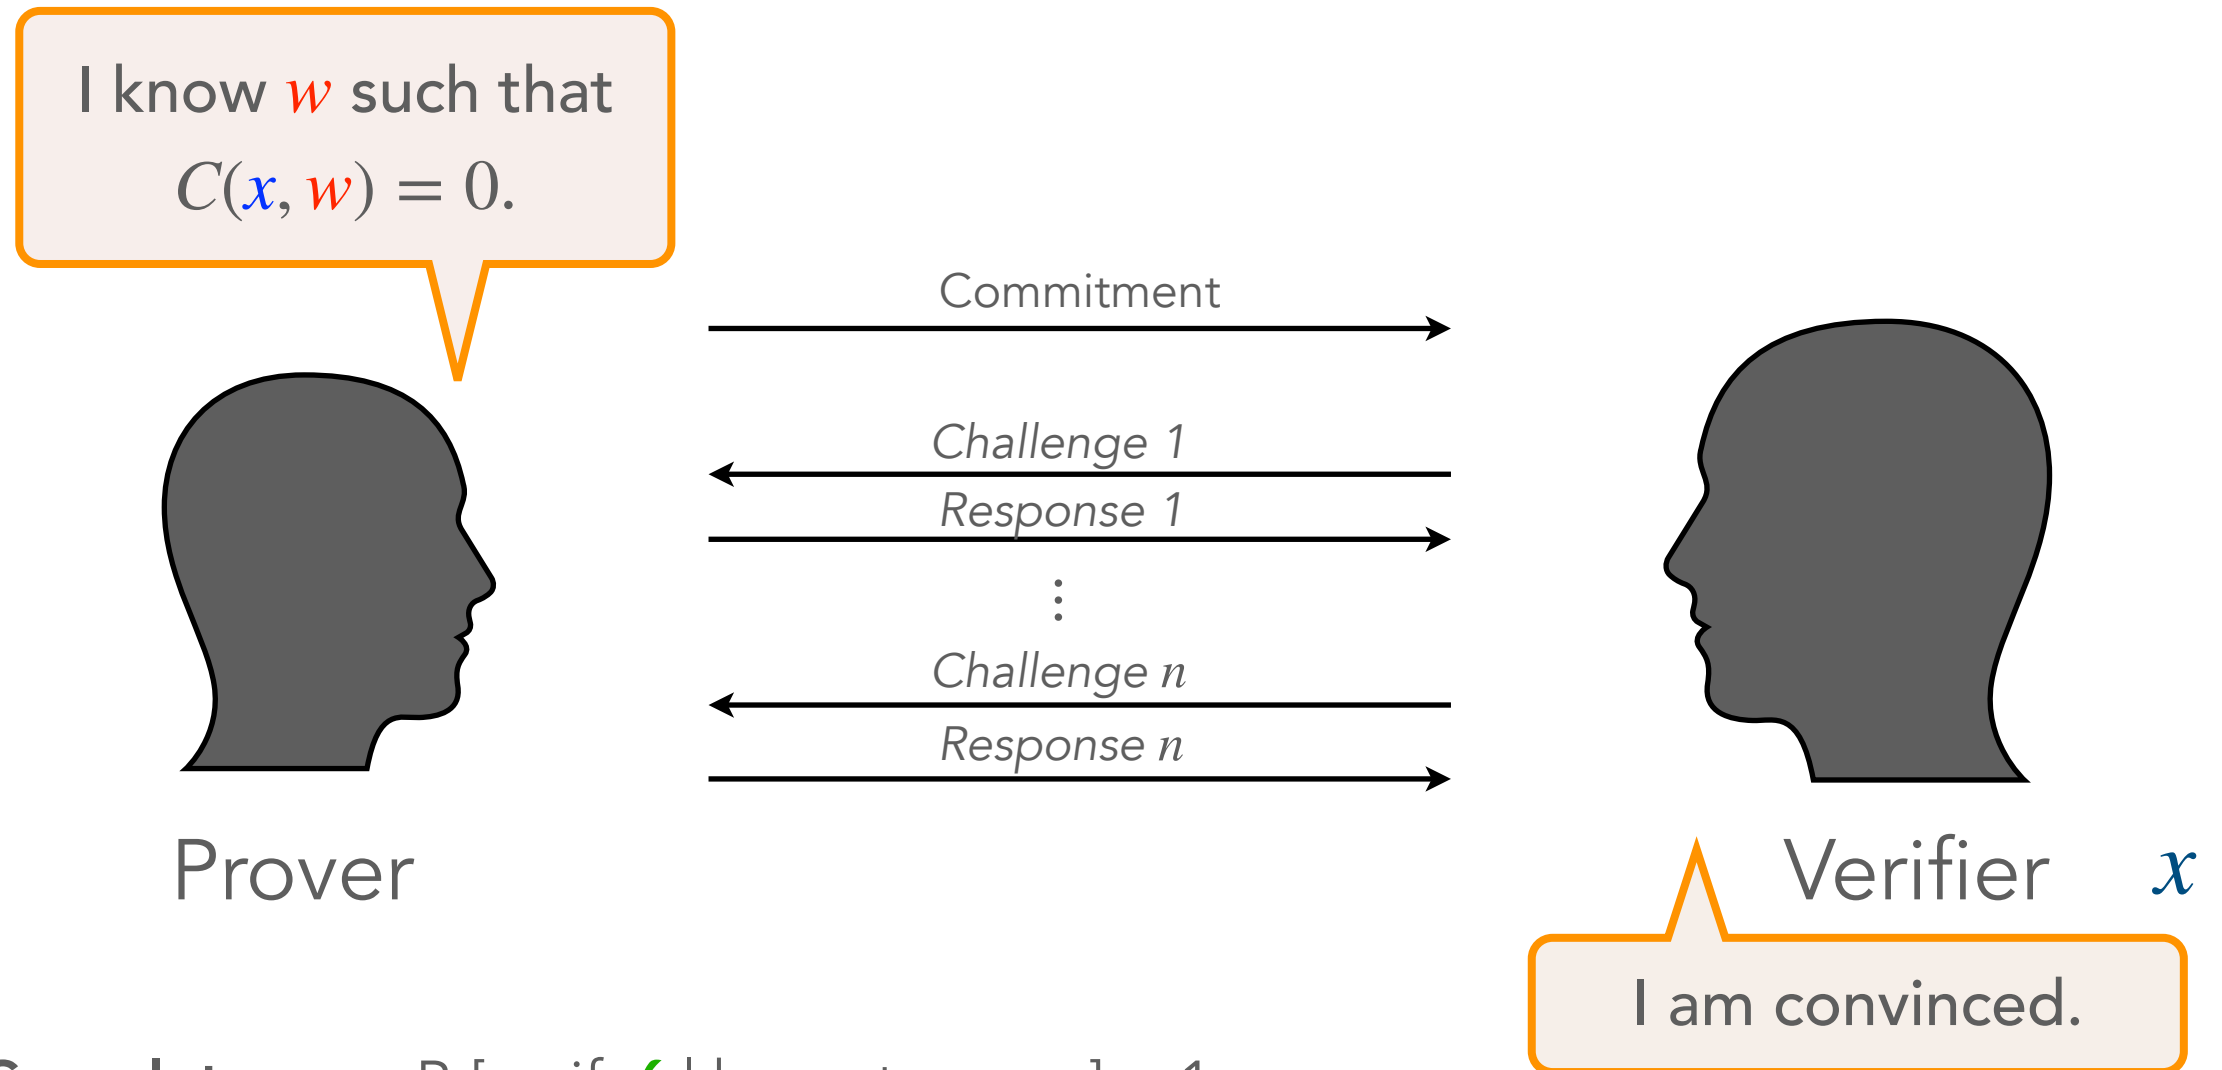 I know w such that
C(x, w) = 0.
Commitment
Challenge 1
Response 1
⋮
Challenge n
Response n
Prover
Verifier x
I am convinced.